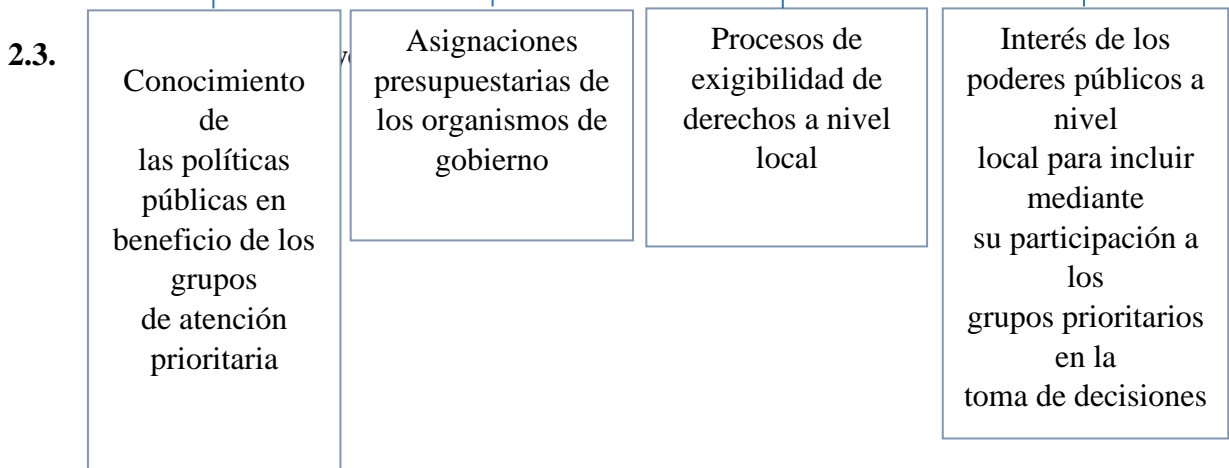 2.3.
Conocimiento
de
las políticas
públicas en
beneficio de los
grupos
de atención
prioritaria
Asignaciones
presupuestarias de
los organismos de
gobierno
Procesos de
exigibilidad de
derechos a nivel
local
Interés de los
poderes públicos a
nivel
local para incluir
mediante
su participación a
los
grupos prioritarios
en la
toma de decisiones